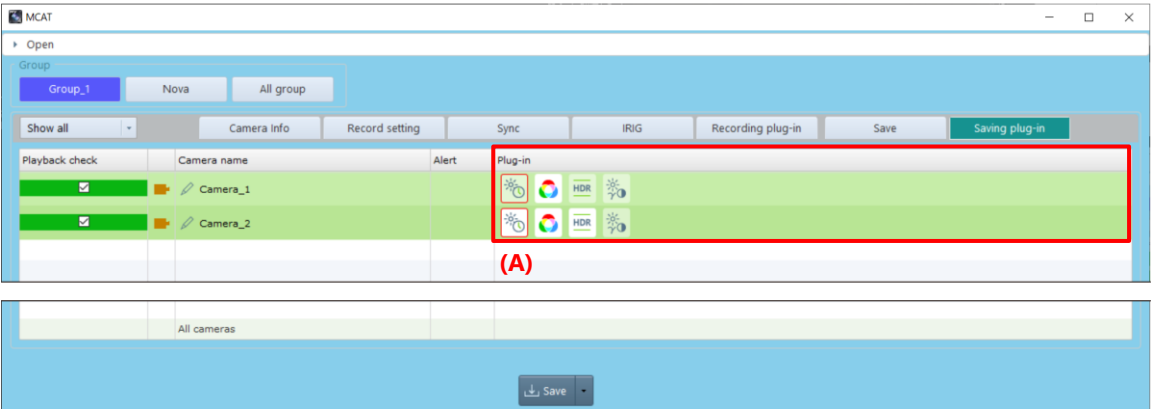 MCAT
Open
Group
Group_1 Nova All group
Show all Camera Info Record setting Sync IRIG Recording plug-in Save Saving plug-in
Playback check Camera name Alert Plug-in
Camera_1 HDR
Camera_2 HDR
(A)
All cameras
Save